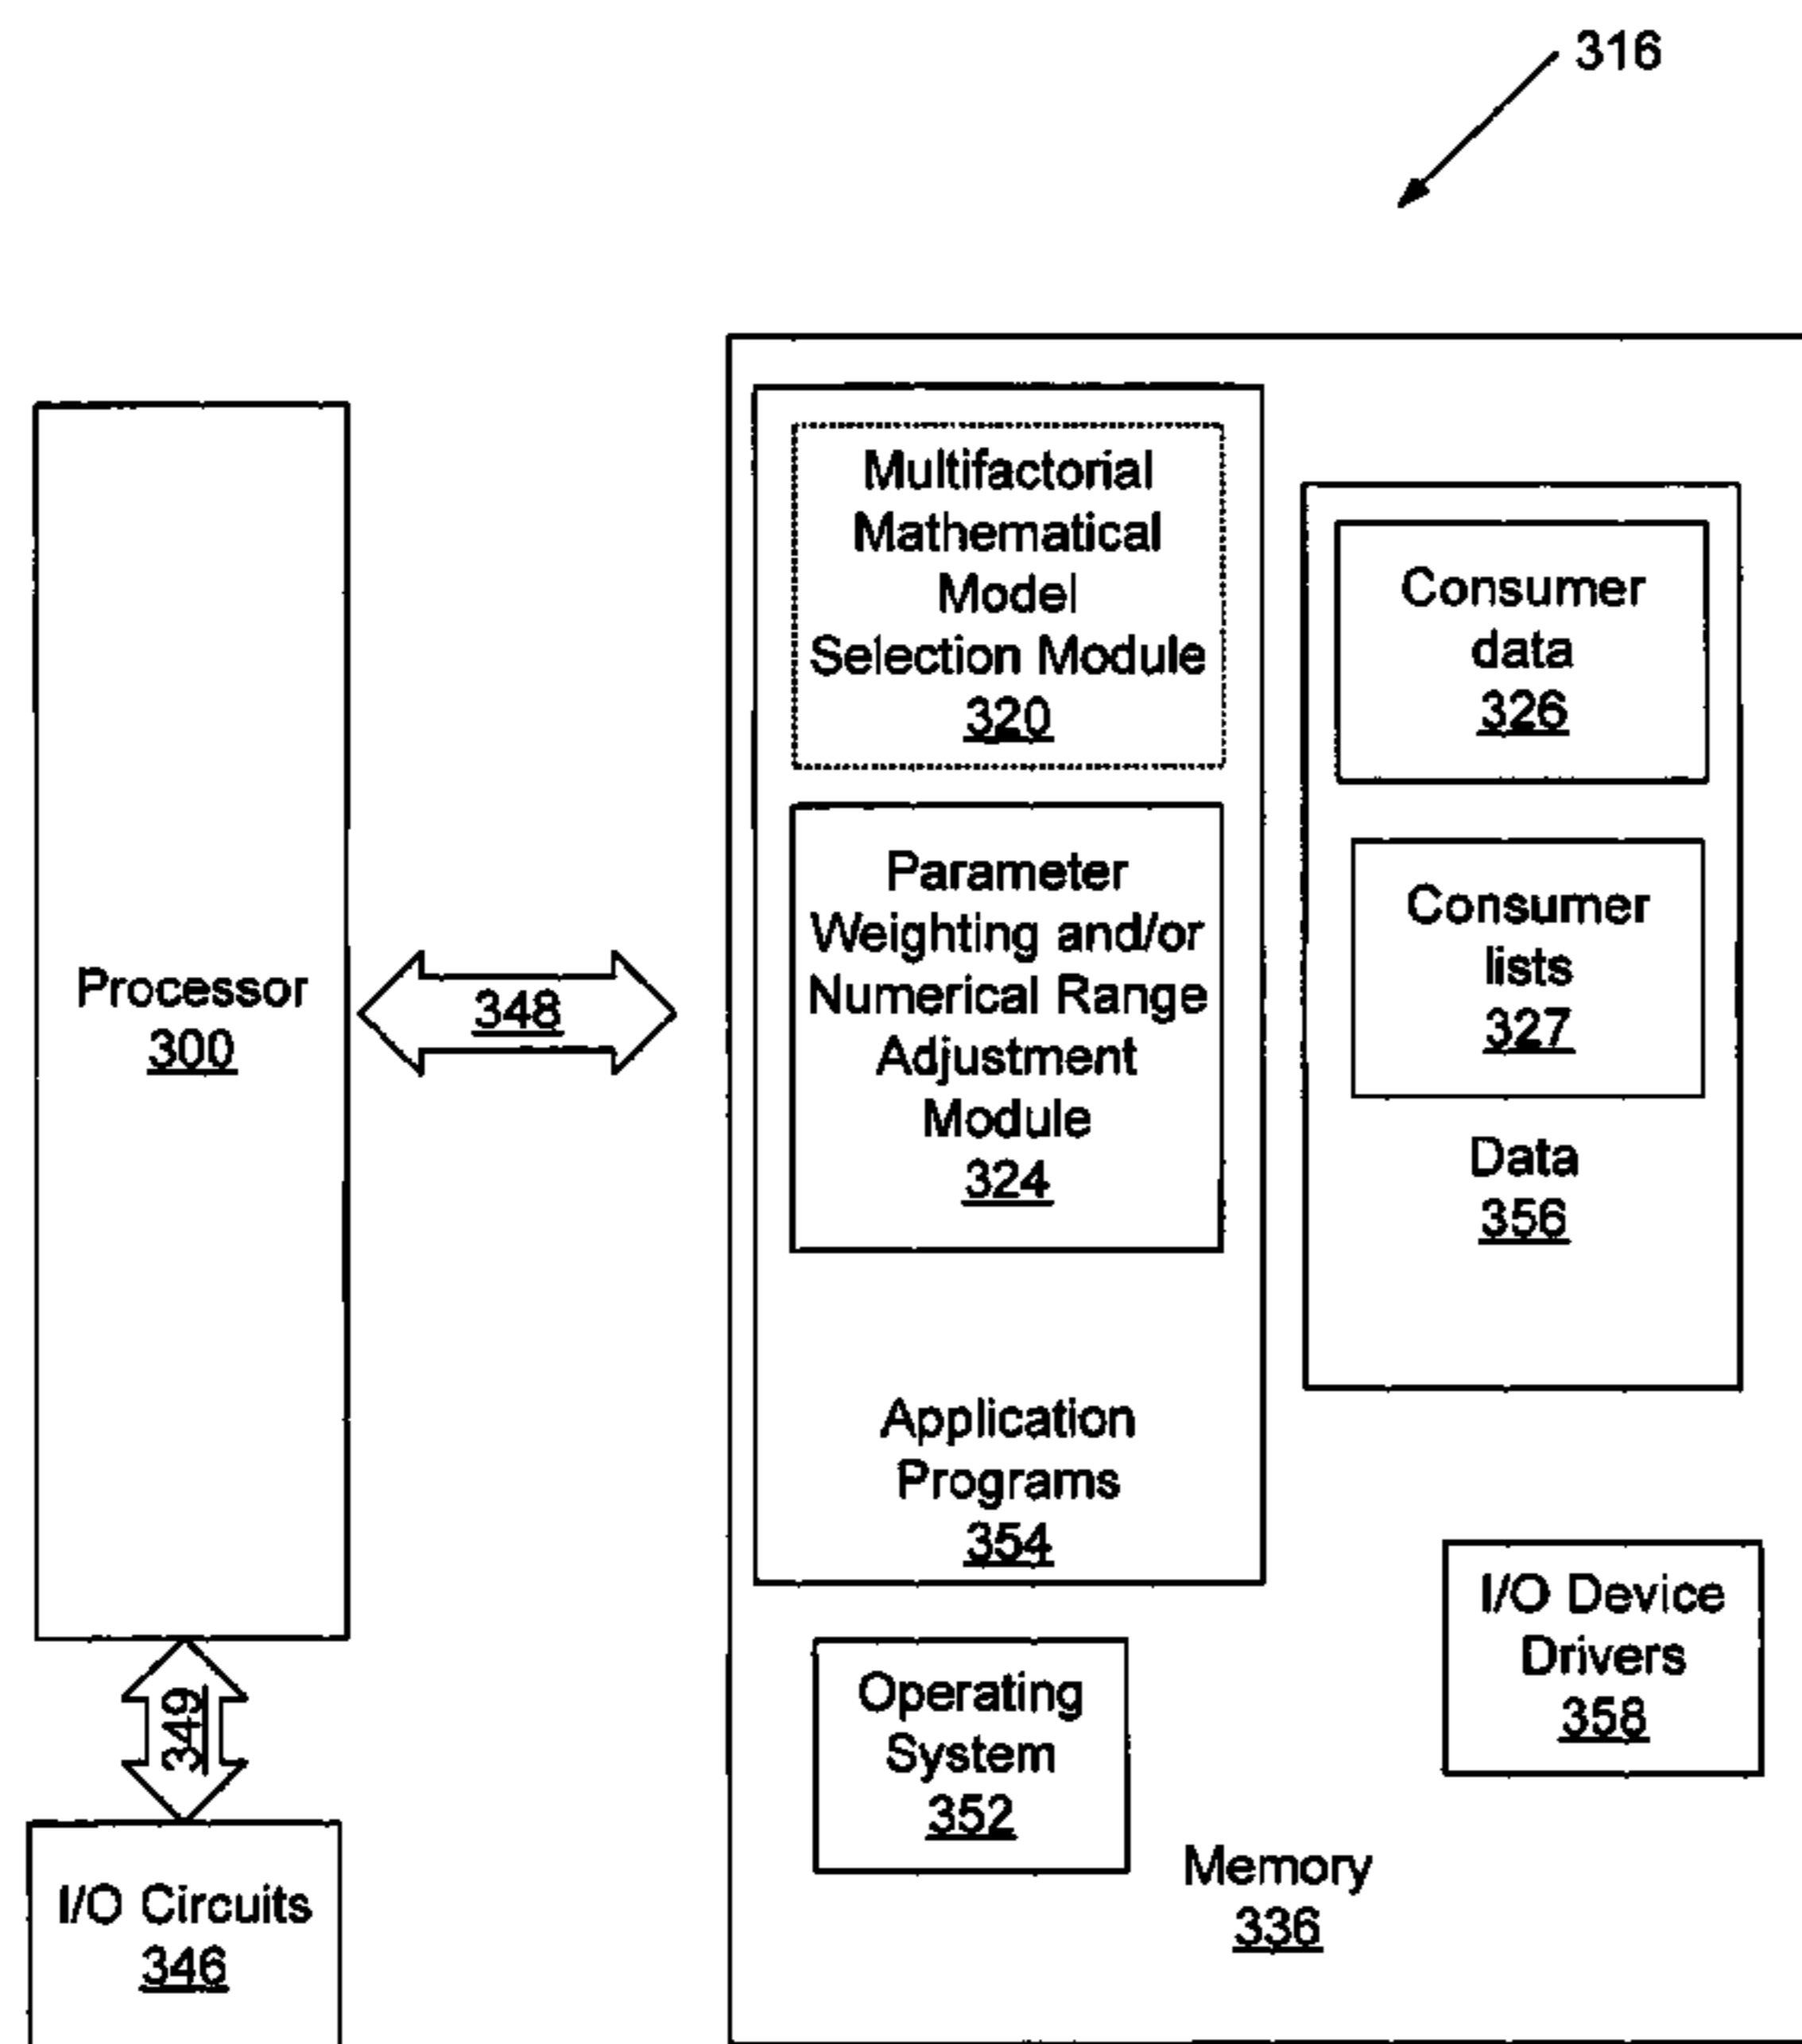 316
Multifactorial
Mathematical
Model
Selection Module
320
Parameter
Weighting and/or
Numerical Range
Adjustment
Module
324
Application
Programs
354
Consumer
data
326
Consumer
lists
327
Data
356
Processor
300
348
349
I/O Circuits
346
Operating
System
352
I/O Device
Drivers
358
Memory
336